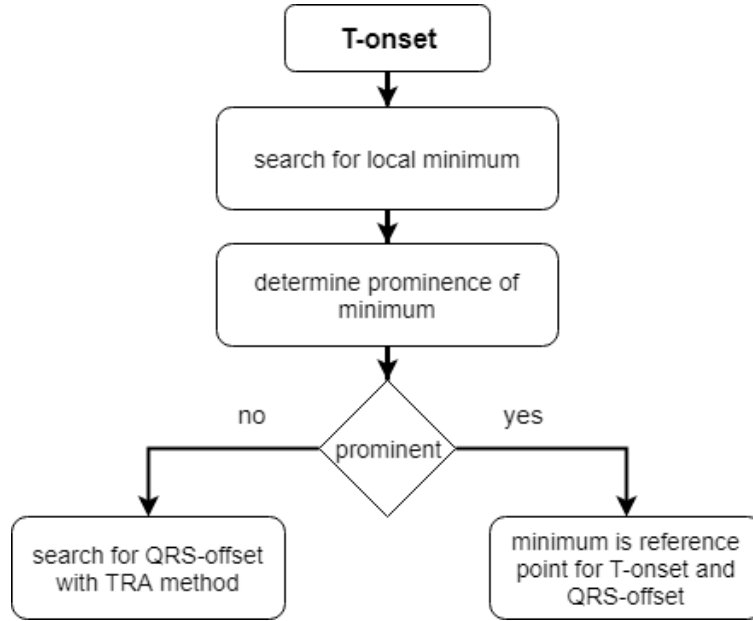 T-onset
search for local minimum
determine prominence of
minimum
no
yes
prominent
search for QRS-offset
with TRA method
minimum is reference
point for T-onset and
QRS-offset